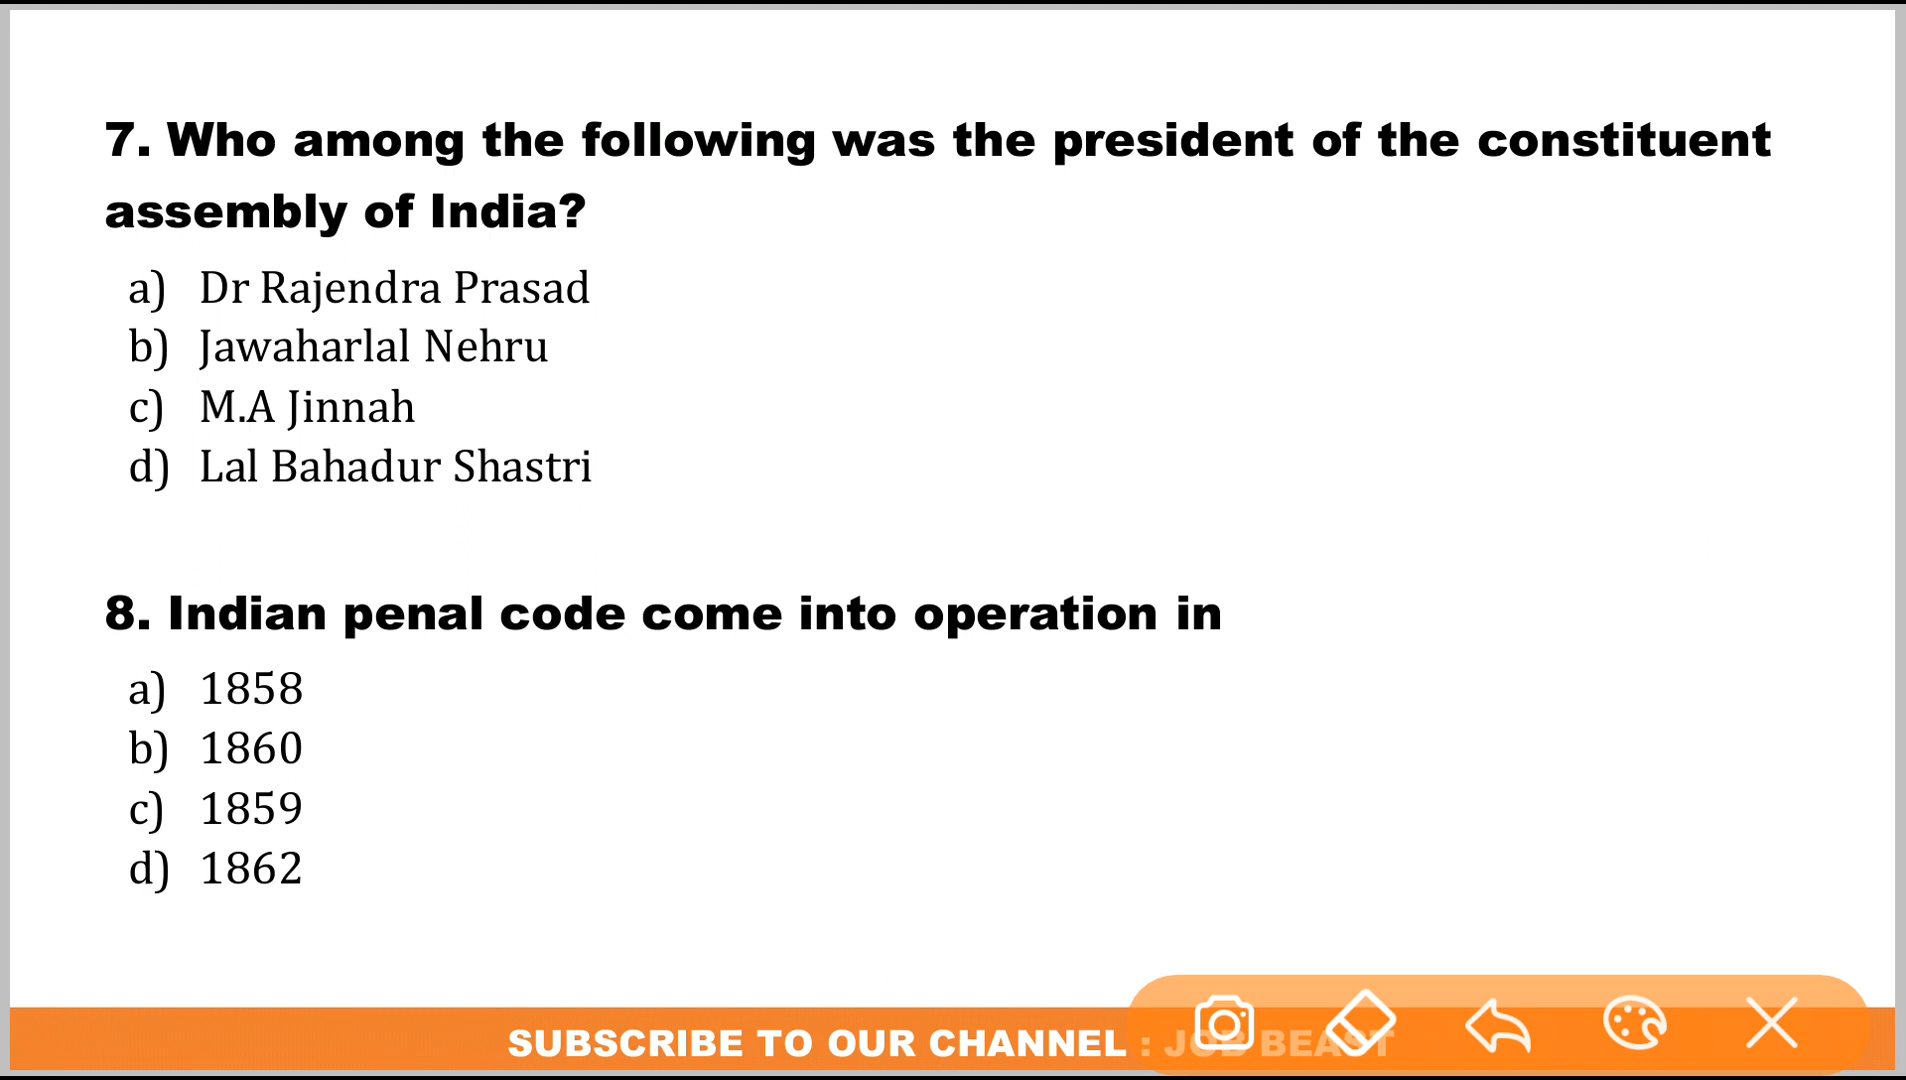 7. Who among the following was the president of the constituent
assembly of India?
a) Dr Rajendra Prasad
b) Jawaharlal Nehru
c) M.A Jinnah
d) Lal Bahadur Shastri
8. Indian penal code come into operation in
a) 1858
b) 1860
c) 1859
d) 1862
SUBSCRIBE TO OUR CHANNEL : JOB BEAST